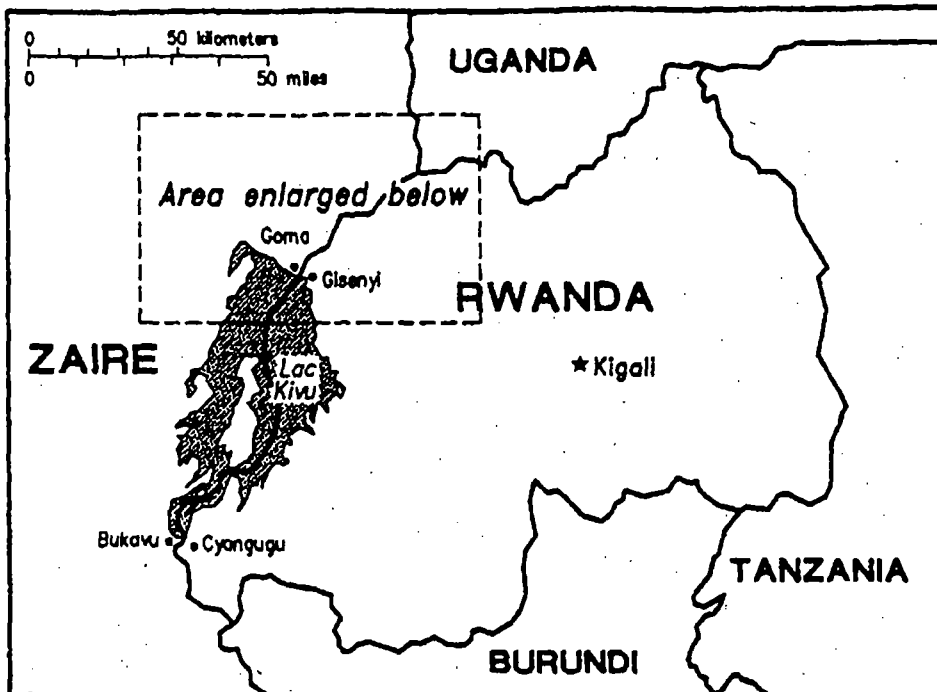 0 50 kilometers
0 50 miles
UGANDA
Area enlarged below
Goma
Gisenyi
RWANDA
ZAIRE
Lac
Kivu
Kigali
Bukavu
Cyangugu
TANZANIA
BURUNDI